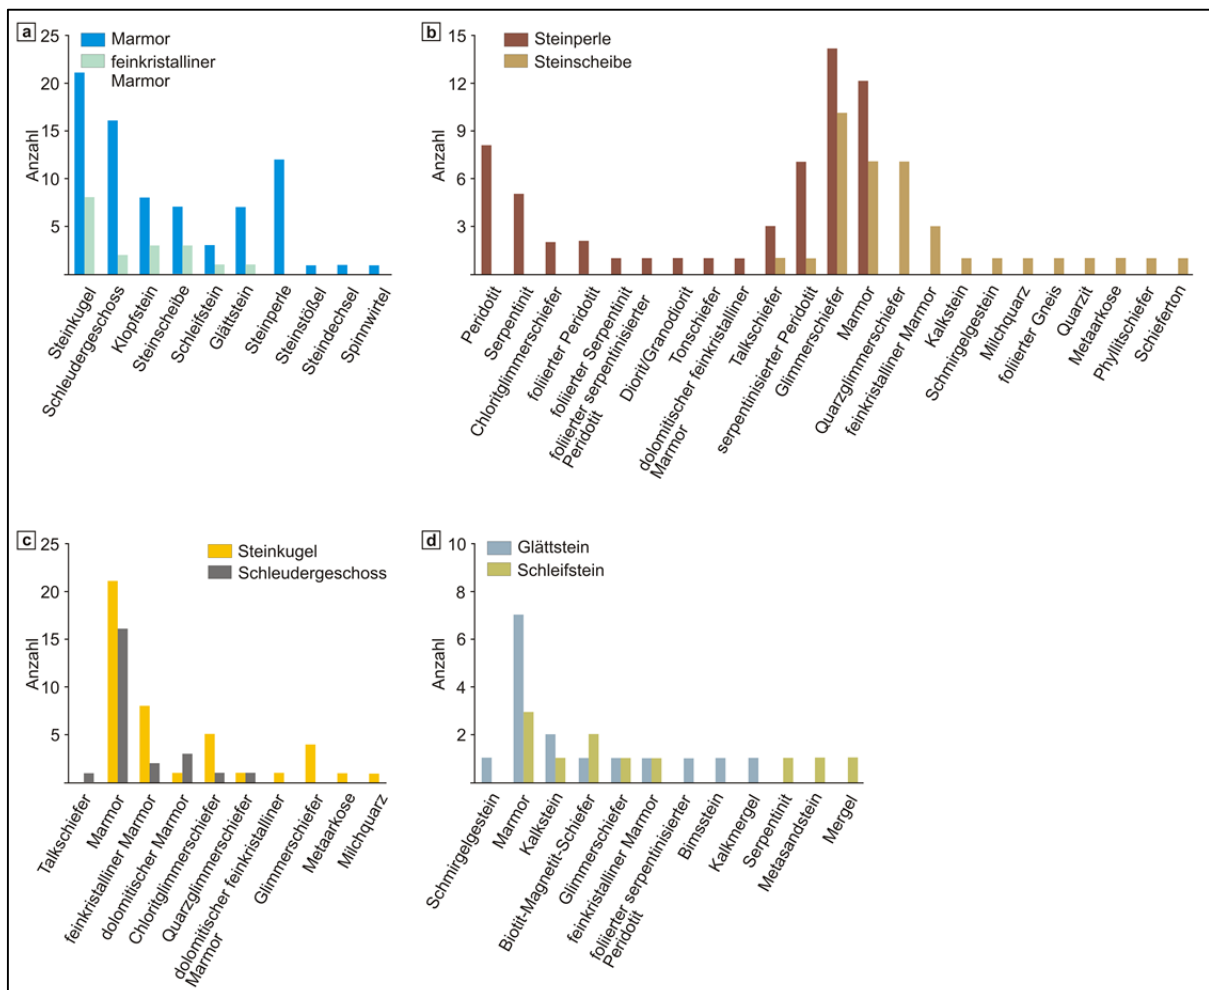 a
25
20
15
10
5
Anzahl
Marmor
feinkristalliner
Marmor
Steinkugel
Schleudergeschoss
Klopfstein
Steinscheibe
Schleifstein
Glättstein
Steinperle
Steinstößel
Steindechsel
Spinnwirtel
b
15
12
9
6
3
Anzahl
Steinperle
Steinscheibe
Peridotit
Serpentinit
Chloritglimmerschiefer
foliierter Peridotit
foliierter Serpentinit
foliierter serpentinisierter
Peridotit
Diorit/Granodiorit
Tonschiefer
dolomitischer feinkristalliner
Marmor
Talkschiefer
serpentinisierter Peridotit
Glimmerschiefer
Marmor
Quarzglimmerschiefer
feinkristalliner Marmor
Kalkstein
Schmirgelgestein
Milchquarz
foliierter Gneis
Quarzit
Metaarkose
Phyllitschiefer
Schieferton
c
25
20
15
10
5
Anzahl
Steinkugel
Schleudergeschoss
Talkschiefer
Marmor
feinkristalliner Marmor
dolomitischer Marmor
Chloritglimmerschiefer
Quarzglimmerschiefer
dolomitischer feinkristalliner
Marmor
Glimmerschiefer
Metaarkose
Milchquarz
d
10
8
6
4
2
Anzahl
Glättstein
Schleifstein
Schmirgelgestein
Marmor
Kalkstein
Biotit-Magnetit-Schiefer
Glimmerschiefer
feinkristalliner Marmor
foliierter serpentinisierter
Peridotit
Bimsstein
Kalkmergel
Serpentinit
Metasandstein
Mergel